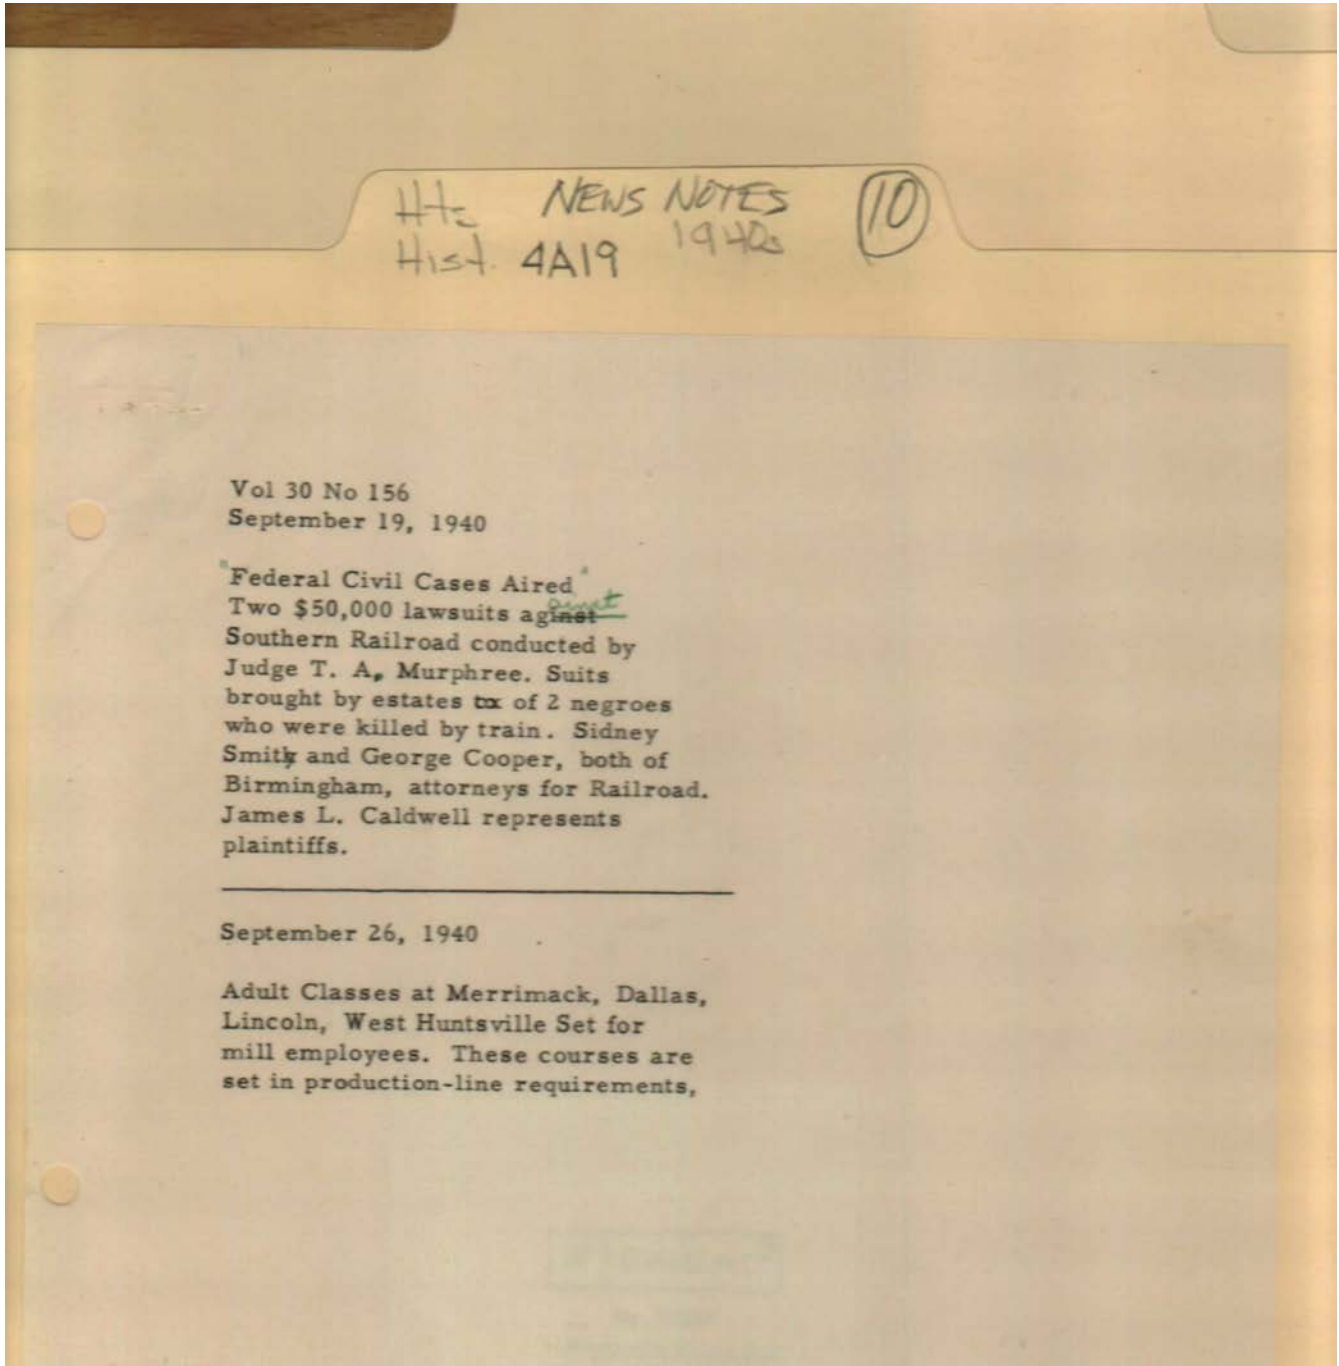 Hts NEWS NOTES 10
Hist. 4A19 1940s
Vol 30 No 156
September 19, 1940
"Federal Civil Cases Aired"
Two $50,000 lawsuits aginst ainst
Southern Railroad conducted by
Judge T. A. Murphree. Suits
brought by estates tox of 2 negroes
who were killed by train. Sidney
Smith and George Cooper, both of
Birmingham, attorneys for Railroad.
James L. Caldwell represents
plaintiffs.
September 26, 1940
Adult Classes at Merrimack, Dallas,
Lincoln, West Huntsville Set for
mill employees. These courses are
set in production-line requirements,